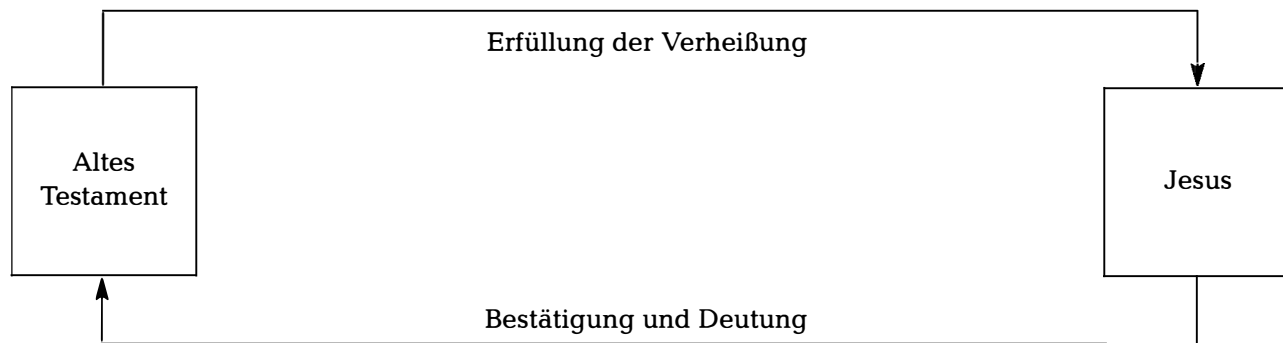 Erfüllung der Verheißung
Altes
Testament
Jesus
Bestätigung und Deutung